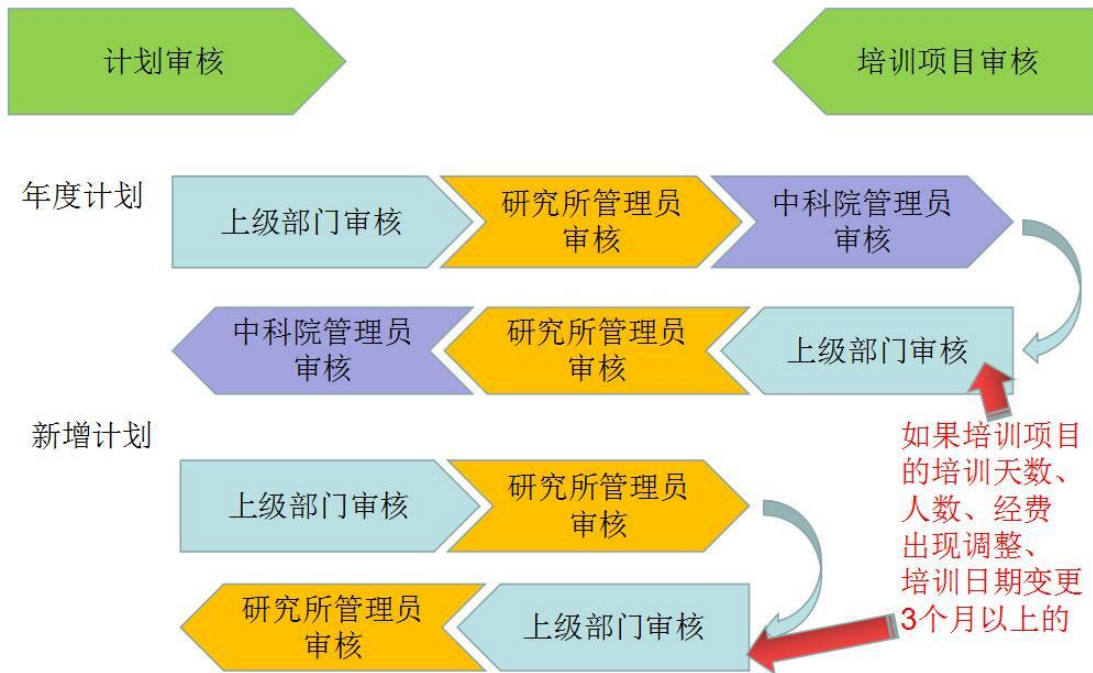 计划审核
培训项目审核
年度计划
上级部门审核
研究所管理员
审核
中科院管理员
审核
中科院管理员
审核
研究所管理员
审核
上级部门审核
新增计划
上级部门审核
研究所管理员
审核
研究所管理员
审核
上级部门审核
如果培训项目
的培训天数、
人数、经费
出现调整、
培训日期变更
3个月以上的